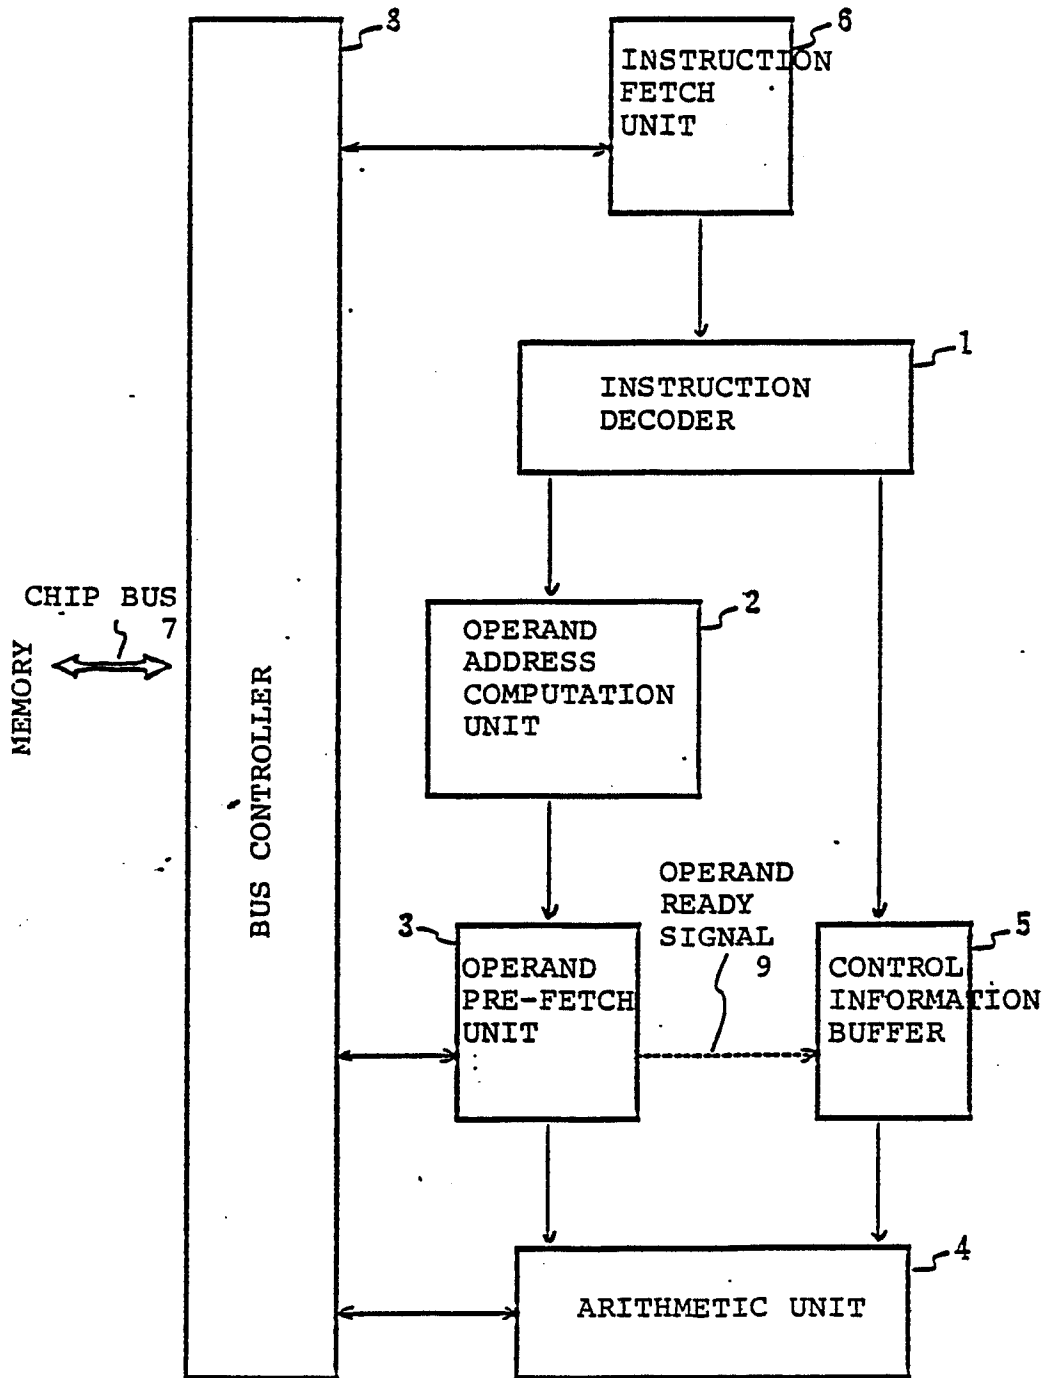 8
6
INSTRUCTION
FETCH
UNIT
1
INSTRUCTION
DECODER
CHIP BUS
7
MEMORY
BUS CONTROLLER
2
OPERAND
ADDRESS
COMPUTATION
UNIT
OPERAND
READY
SIGNAL
9
3
OPERAND
PRE-FETCH
UNIT
5
CONTROL
INFORMATION
BUFFER
4
ARITHMETIC UNIT